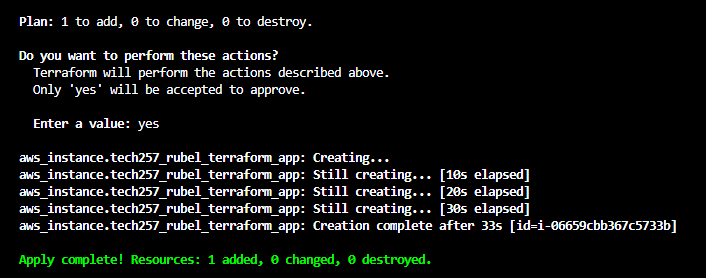 Plan: 1 to add, 0 to change, 0 to destroy.
Do you want to perform these actions?
Terraform will perform the actions described above.
Only 'yes' will be accepted to approve.
Enter a value: yes
aws_instance.tech257_rubel_terraform_app: Creating...
aws_instance.tech257_rubel_terraform_app: Still creating... [10s elapsed]
aws_instance.tech257_rubel_terraform_app: Still creating... [20s elapsed]
aws_instance.tech257_rubel_terraform_app: Still creating... [30s elapsed]
aws_instance.tech257_rubel_terraform_app: Creation complete after 33s [id=i-06659cbb367c5733b]
Apply complete! Resources: 1 added, 0 changed, 0 destroyed.